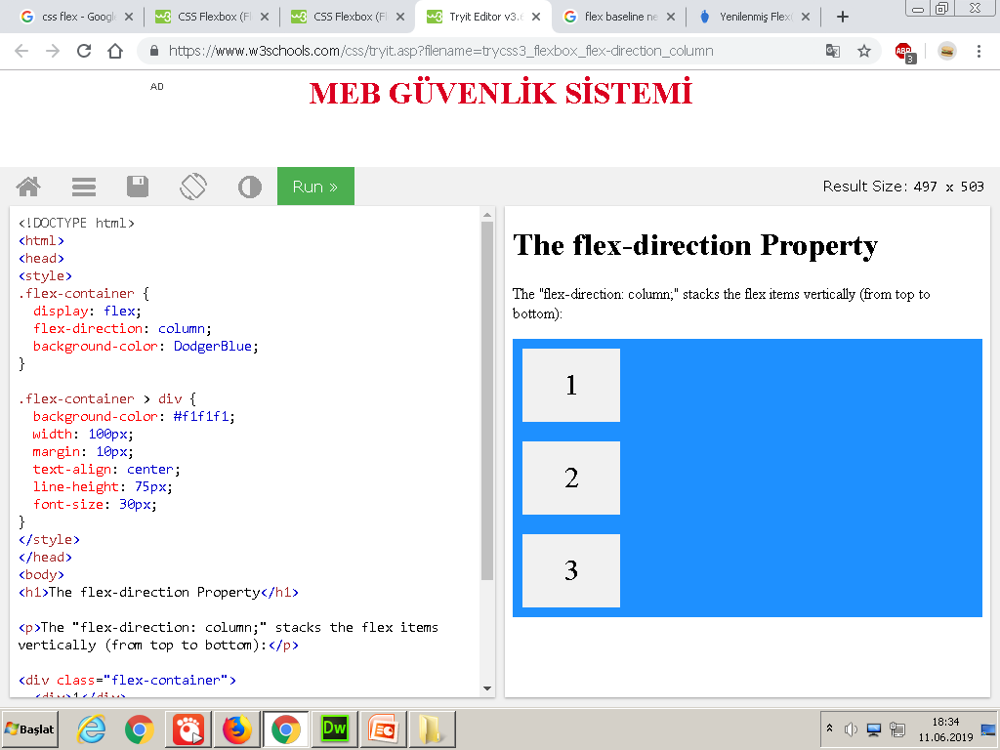 css flex - Google
CSS Flexbox (Fl
CSS Flexbox (Fl
Tryit Editor v3.6
flex baseline ne
Yenilenmiş Flex
https://www.w3schools.com/css/tryit.asp?filename=trycss3_flexbox_flex-direction_column
ABP
3
AD
MEB GÜVENLİK SİSTEMİ
Run »
Result Size: 497 x 503
<!DOCTYPE html>
<html>
<head>
<style>
.flex-container {
  display: flex;
  flex-direction: column;
  background-color: DodgerBlue;
}
.flex-container > div {
  background-color: #f1f1f1;
  width: 100px;
  margin: 10px;
  text-align: center;
  line-height: 75px;
  font-size: 30px;
}
</style>
</head>
<body>
<h1>The flex-direction Property</h1>
<p>The "flex-direction: column;" stacks the flex items
vertically (from top to bottom):</p>
<div class="flex-container">
  <div>1</div>
The flex-direction Property
The "flex-direction: column;" stacks the flex items vertically (from top to
bottom):
1
2
3
Başlat
Dw
18:34
11.06.2019